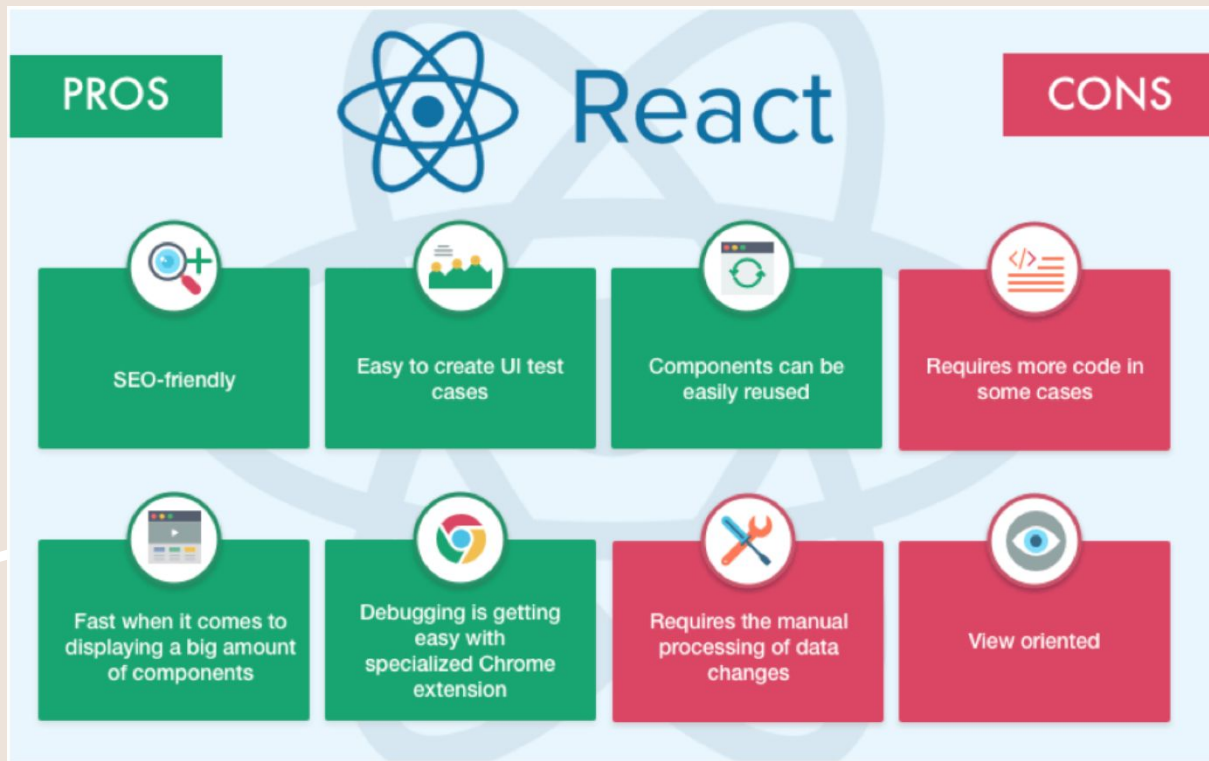 PROS
React
CONS
SEO-friendly
Easy to create UI test
cases
Components can be
easily reused
Requires more code in
some cases
Fast when it comes to
displaying a big amount
of components
Debugging is getting
easy with
specialized Chrome
extension
Requires the manual
processing of data
changes
View oriented